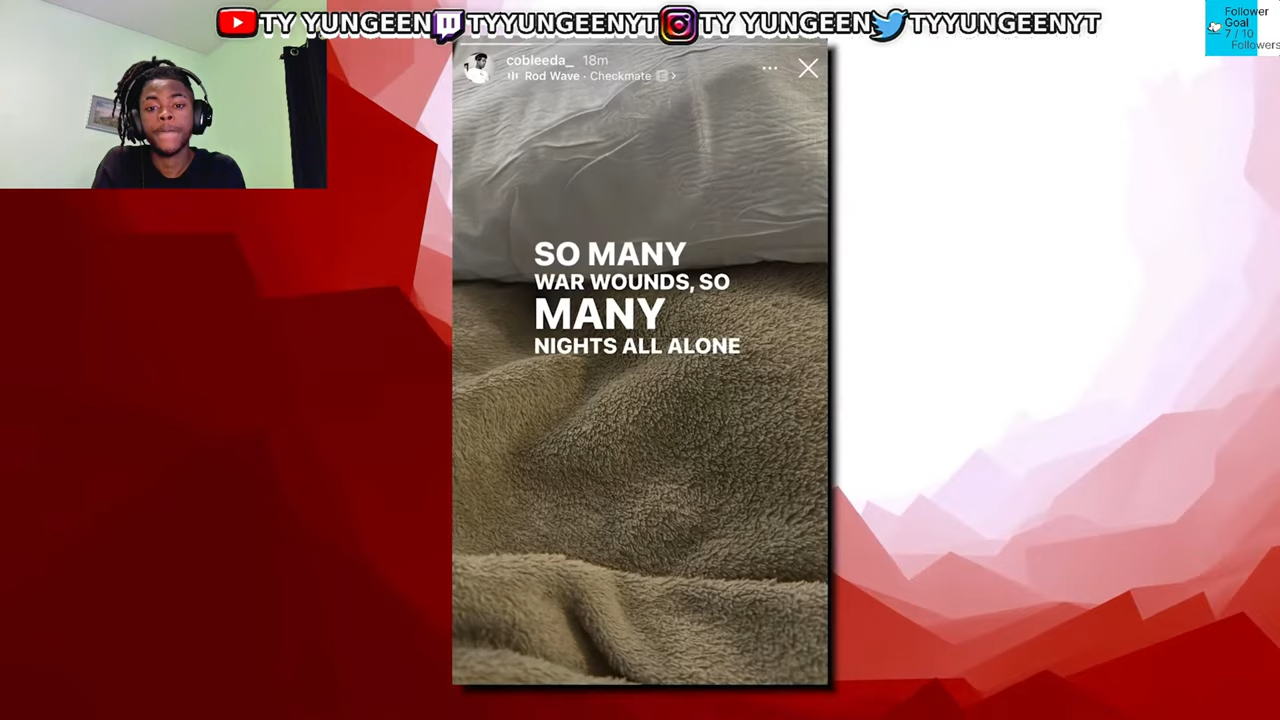 TY YUNGEEN TYYUNGEENYT TY YUNGEEN TYYUNGEENYT
Follower
Goal
7 / 10
Followers
cobleeda_ 18m
Rod Wave · Checkmate E >
SO MANY
WAR WOUNDS, SO
MANY
NIGHTS ALL ALONE